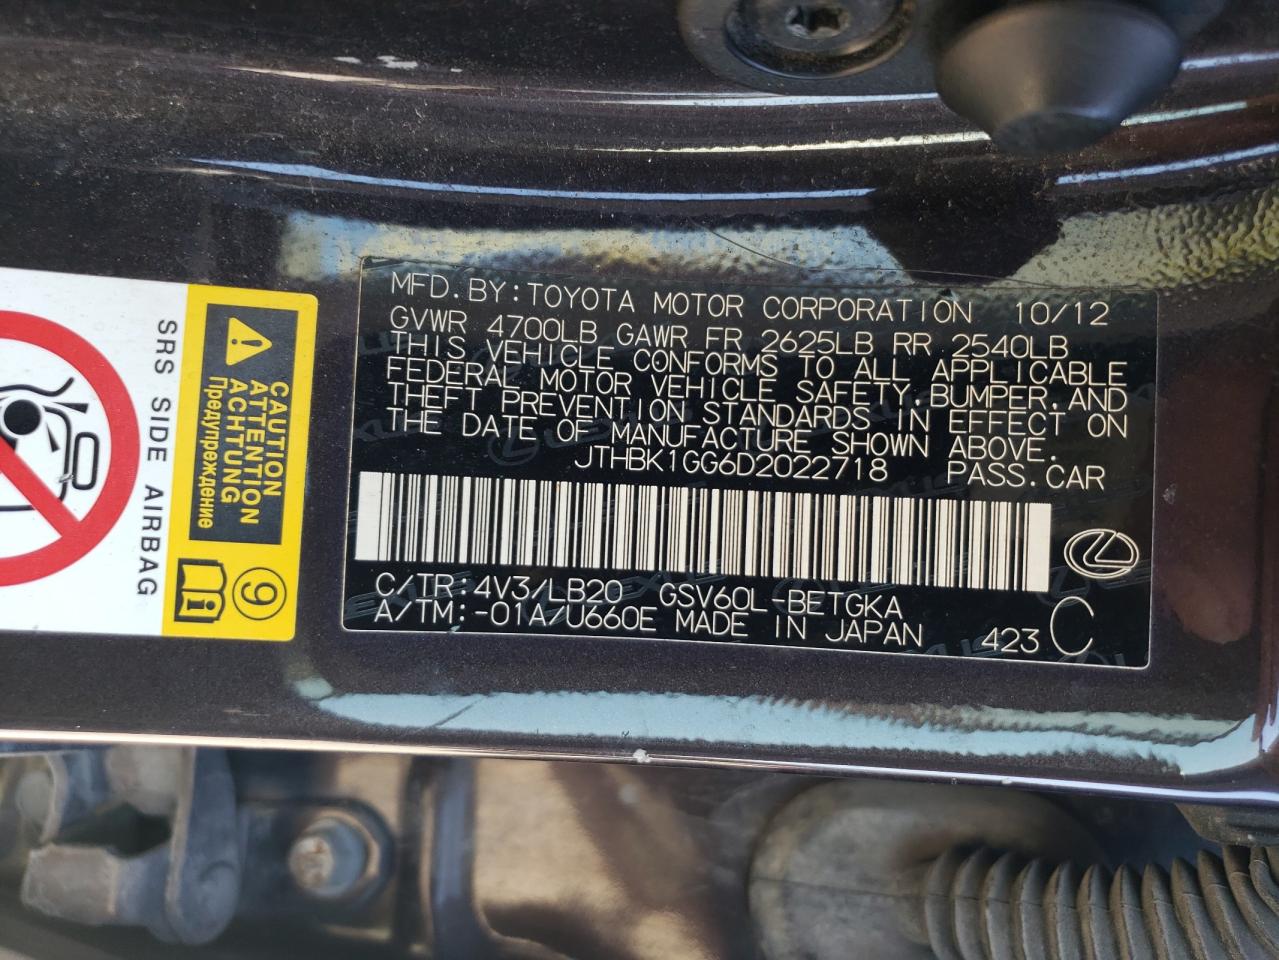 MFD.BY:TOYOTA MOTOR CORPORATION 10/12
GVWR 4700LB GAWR FR 2625LB RR 2540LB
THIS VEHICLE CONFORMS TO ALL APPLICABLE
FEDERAL MOTOR VEHICLE SAFETY,BUMPER,AND
THEFT PREVENTION STANDARDS IN EFFECT ON
THE DATE OF MANUFACTURE SHOWN ABOVE.
JTHBK1GG6D2022718 PASS.CAR
C/TR:4V3/LB20 GSV60L-BETGKA
A/TM:-01A/U660E MADE IN JAPAN 423 C
SRS SIDE AIRBAG
CAUTION
ATTENTION
ACHTUNG
Предупреждение
9